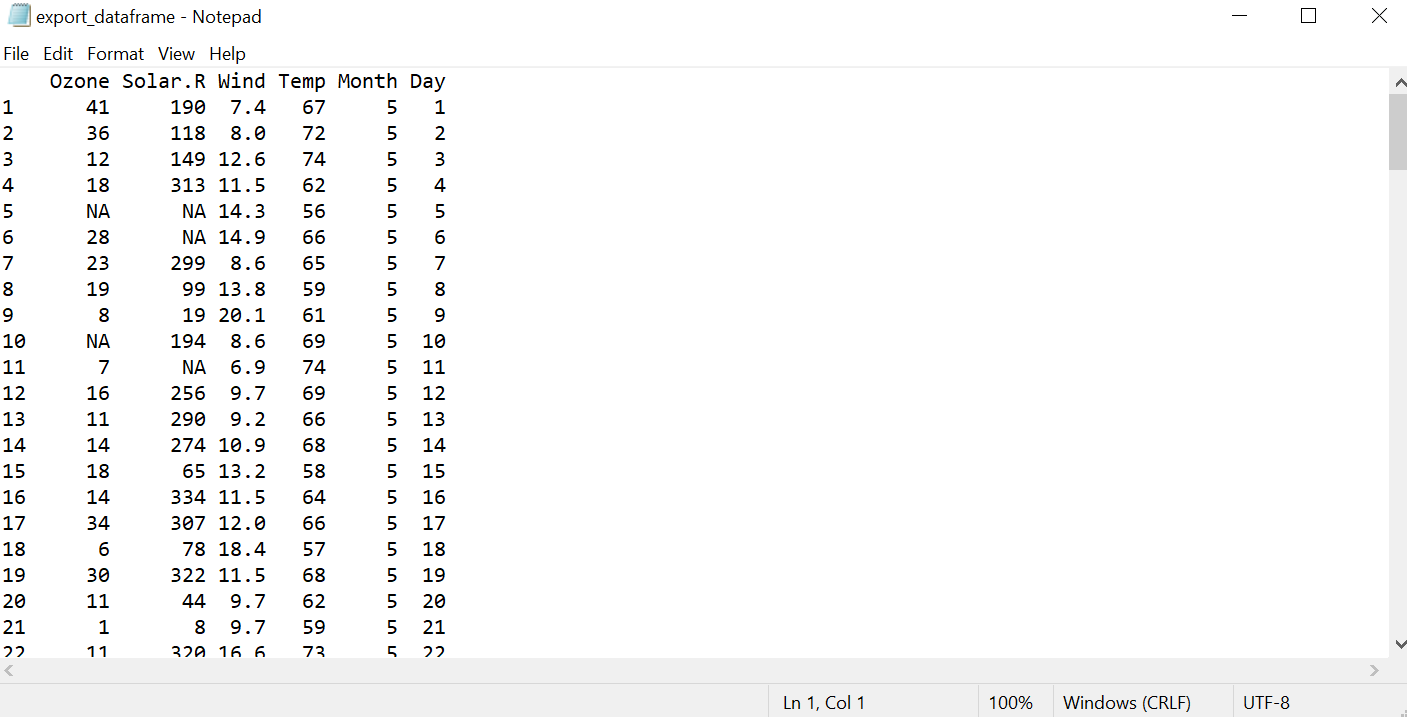 export_dataframe - Notepad
File Edit Format View Help
Ozone Solar.R Wind Temp Month Day
1 41 190 7.4 67 5 1
2 36 118 8.0 72 5 2
3 12 149 12.6 74 5 3
4 18 313 11.5 62 5 4
5 NA NA 14.3 56 5 5
6 28 NA 14.9 66 5 6
7 23 299 8.6 65 5 7
8 19 99 13.8 59 5 8
9 8 19 20.1 61 5 9
10 NA 194 8.6 69 5 10
11 7 NA 6.9 74 5 11
12 16 256 9.7 69 5 12
13 11 290 9.2 66 5 13
14 14 274 10.9 68 5 14
15 18 65 13.2 58 5 15
16 14 334 11.5 64 5 16
17 34 307 12.0 66 5 17
18 6 78 18.4 57 5 18
19 30 322 11.5 68 5 19
20 11 44 9.7 62 5 20
21 1 8 9.7 59 5 21
22 11 320 16.6 73 5 22
Ln 1, Col 1 100% Windows (CRLF) UTF-8